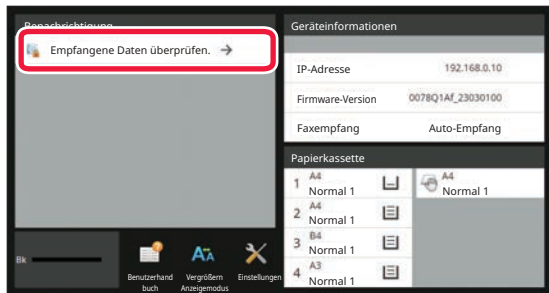 Benachrichtigung
Empfangene Daten überprüfen.
Geräteinformationen
IP-Adresse 192.168.0.10
Firmware-Version 0078Q1Af_23030100
Faxempfang Auto-Empfang
Papierkassette
1 A4
Normal 1
A4
Normal 1
2 A4
Normal 1
3 B4
Normal 1
4 A3
Normal 1
Bk
Benutzerhand
buch
Vergrößern
Anzeigemodus
Einstellungen